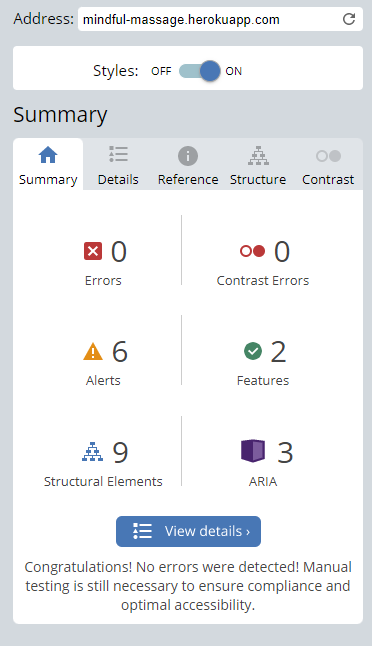 Address: mindful-massage.herokuapp.com
Styles: OFF ON
Summary
Summary Details Reference Structure Contrast
0 0
Errors Contrast Errors
6 2
Alerts Features
9 3
Structural Elements ARIA
View details ›
Congratulations! No errors were detected! Manual
testing is still necessary to ensure compliance and
optimal accessibility.